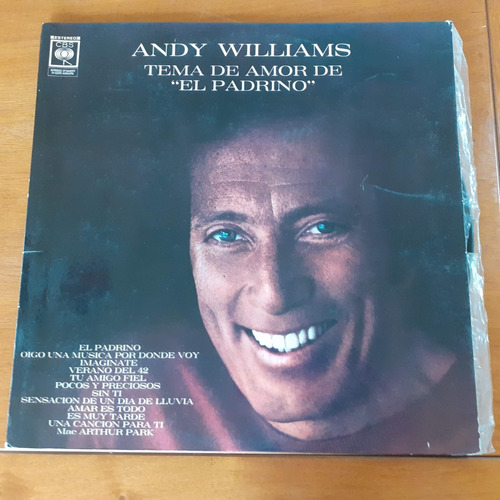 ESTEREO
CBS
ANDY WILLIAMS
TEMA DE AMOR DE
"EL PADRINO"
EL PADRINO
OIGO UNA MUSICA POR DONDE VOY
IMAGINATE
VERANO DEL 42
TU AMIGO FIEL
POCOS Y PRECIOSOS
SIN TI
SENSACION DE UN DIA DE LLUVIA
AMAR ES TODO
ES MUY TARDE
UNA CANCION PARA TI
Mac ARTHUR PARK